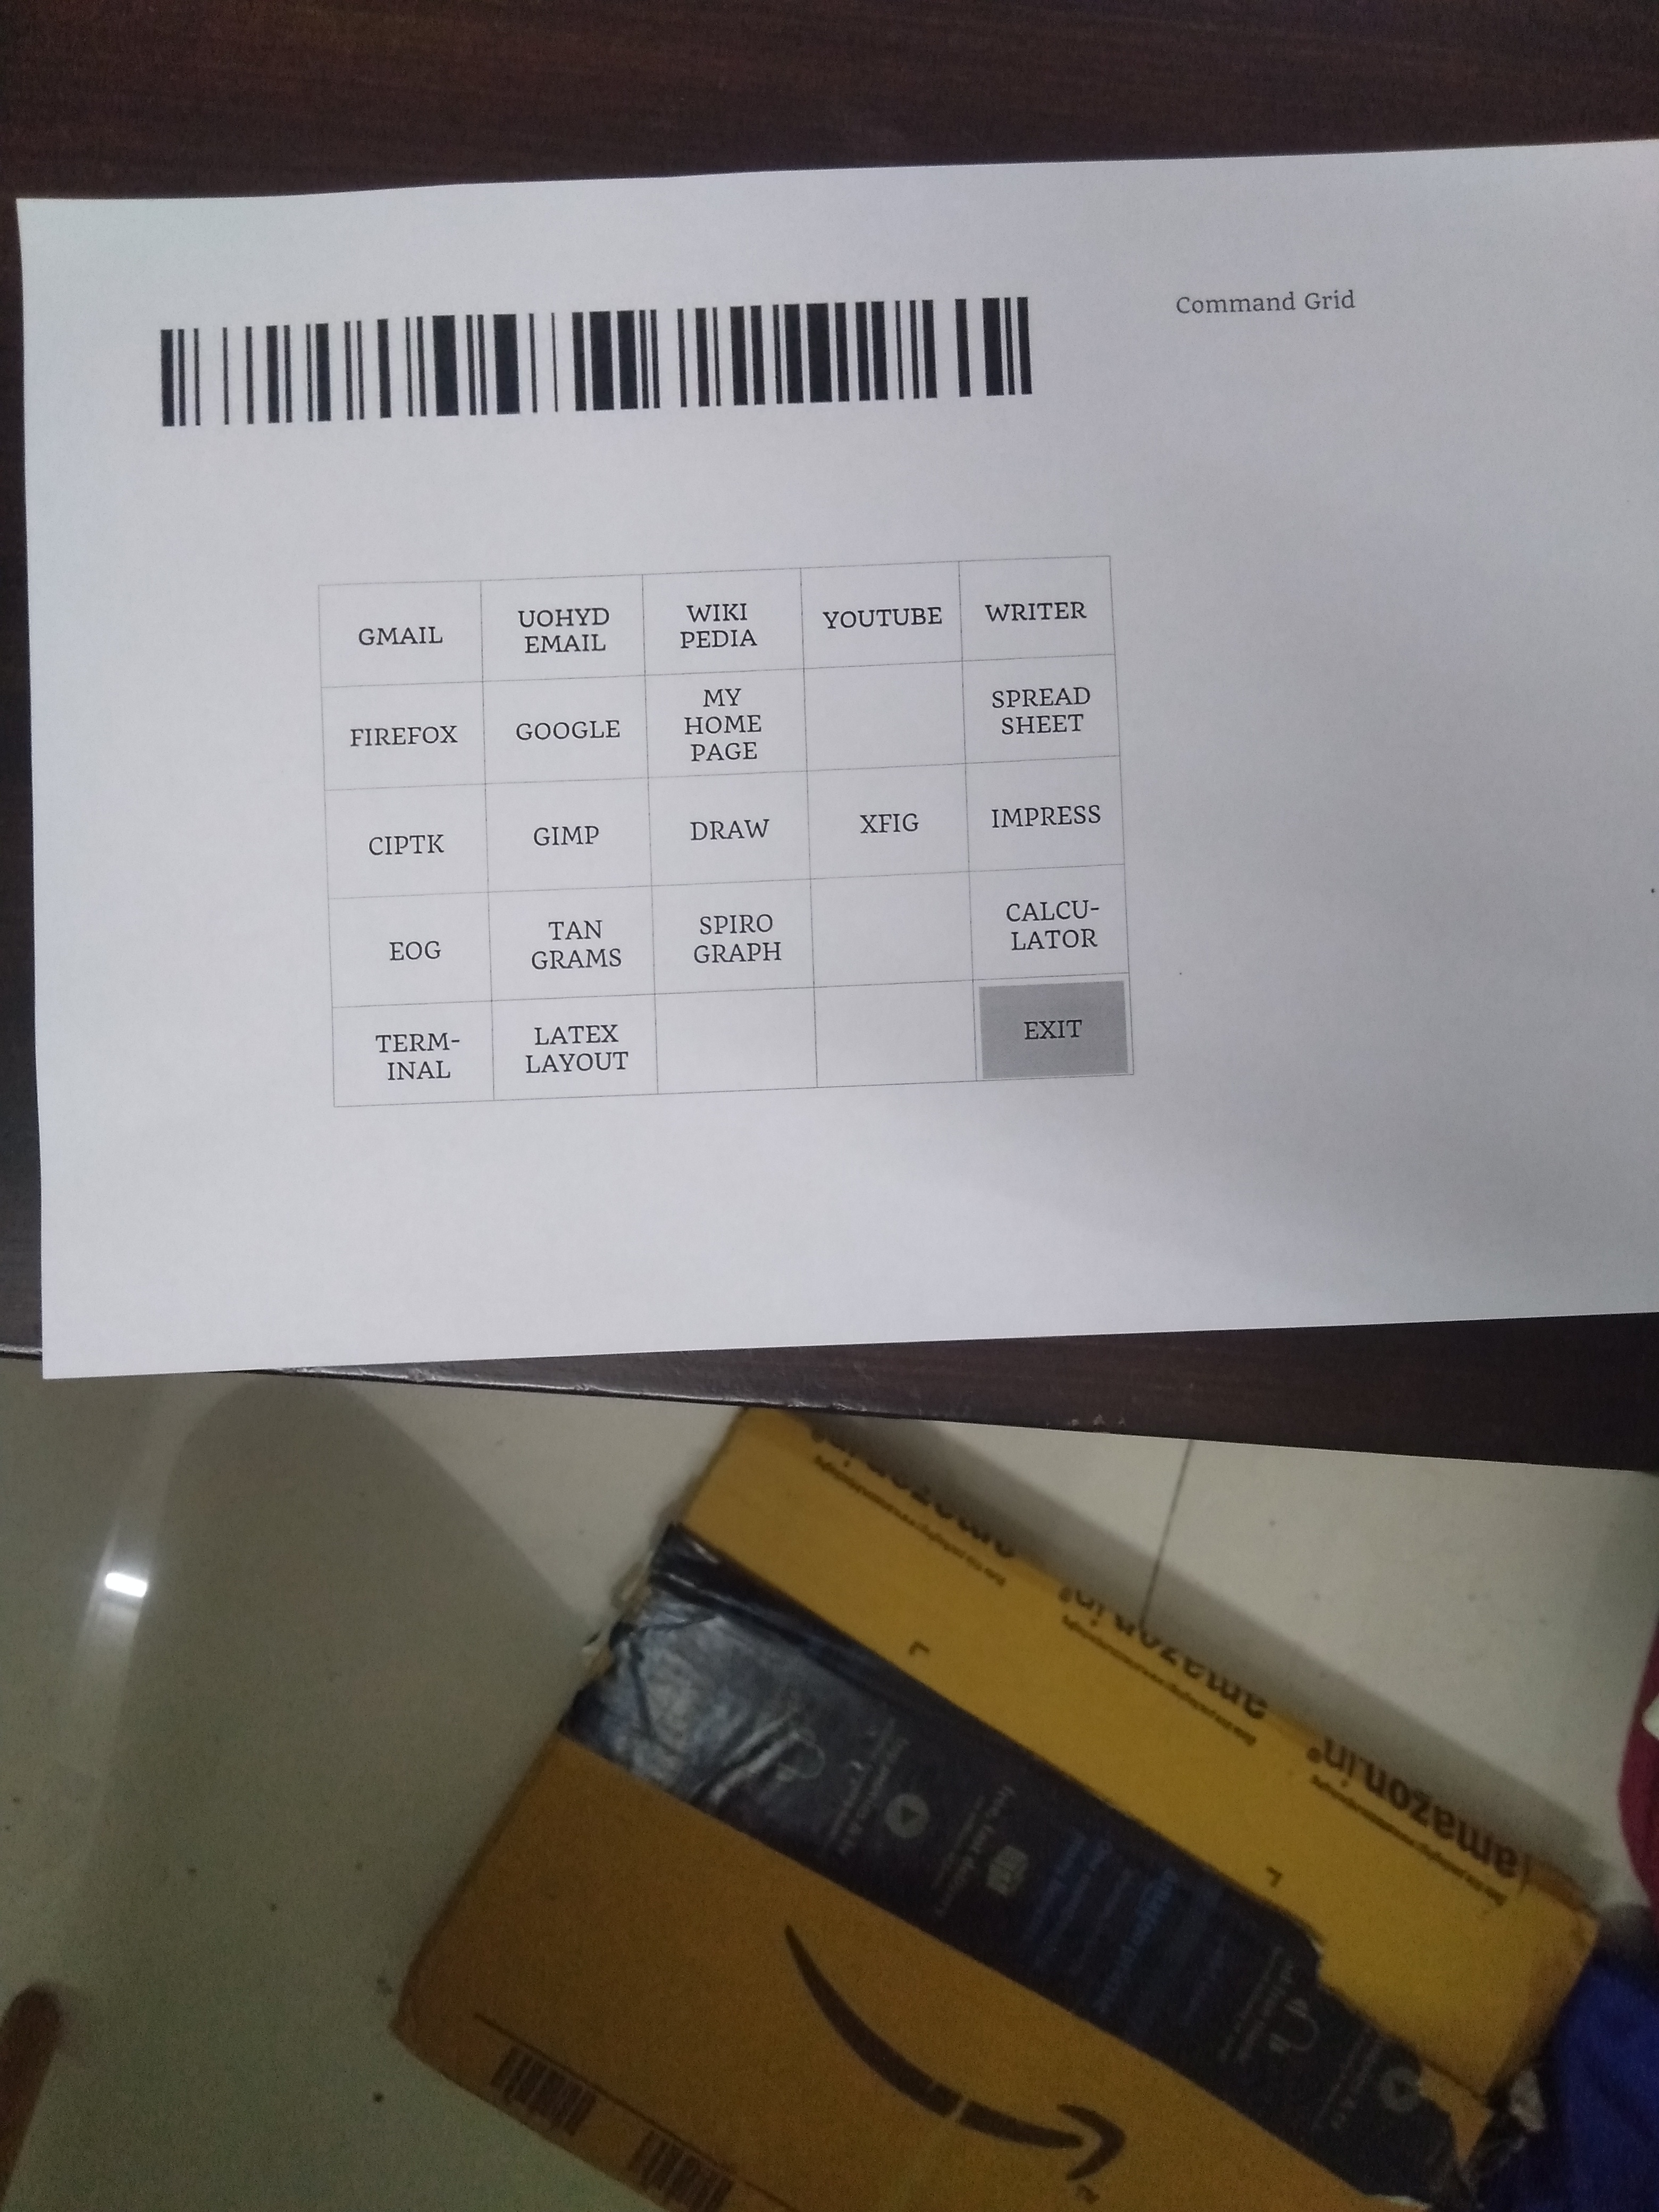 Command Grid
GMAIL
UOHYD
EMAIL
WIKI
PEDIA
YOUTUBE
WRITER
FIREFOX
GOOGLE
MY
HOME
PAGE
SPREAD
SHEET
CIPTK
GIMP
DRAW
XFIG
IMPRESS
EOG
TAN
GRAMS
SPIRO
GRAPH
CALCU-
LATOR
TERM-
INAL
LATEX
LAYOUT
EXIT
amazon.in
amazon.in
amazon.in